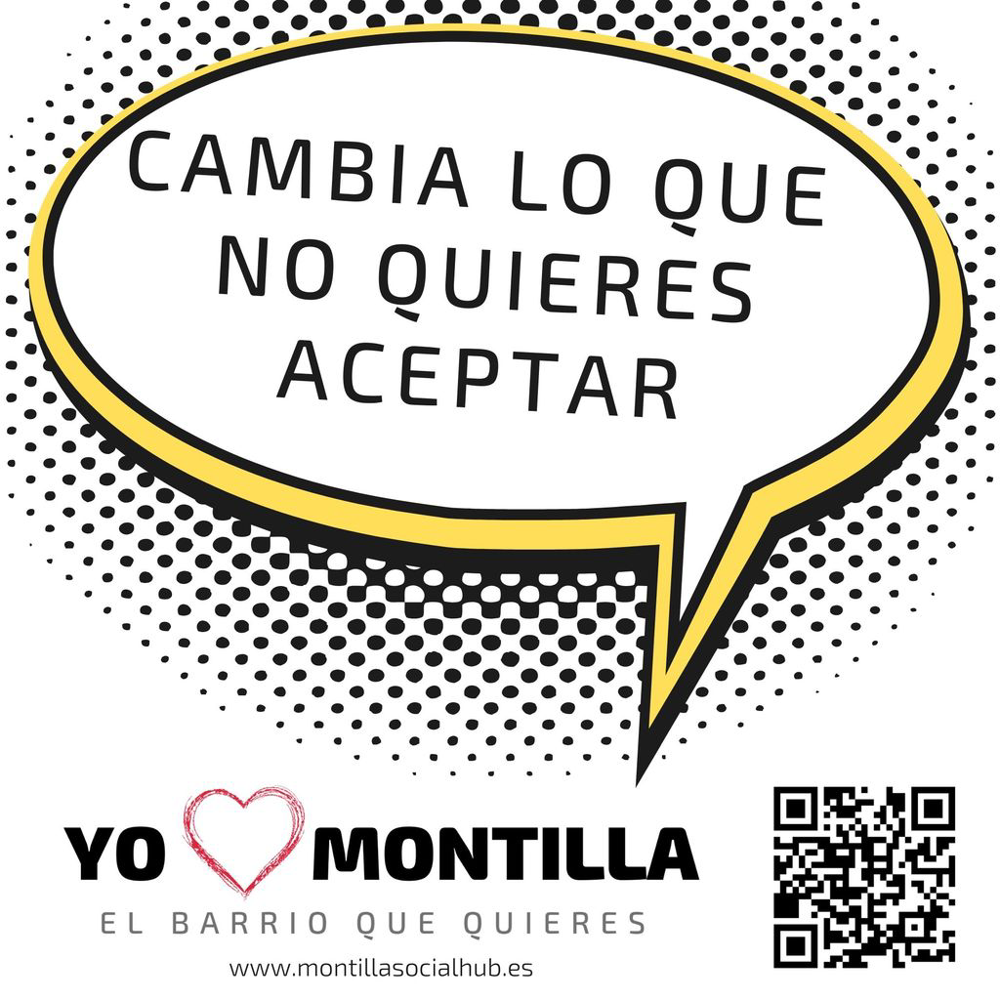 CAMBIA LO QUE
NO QUIERES
ACEPTAR
YO MONTILLA
EL BARRIO QUE QUIERES
www.montillasocialhub.es